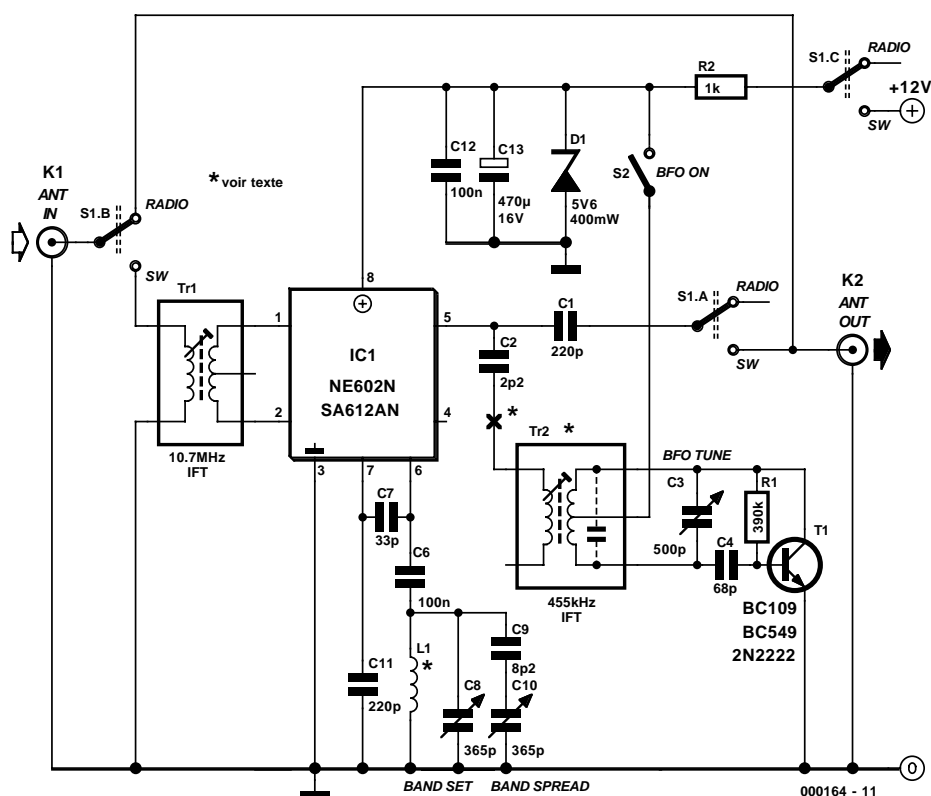 S1.C
RADIO
R2
1k
+12V
SW
K1
ANT
IN
* voir texte
S1.B
RADIO
SW
C12
100n
C13
470µ
16V
D1
5V6
400mW
S2
BFO ON
Tr1
8
1
5
IC1
NE602N
SA612AN
2
4
3
7
6
10.7MHz
IFT
C1
220p
C2
2p2
*
S1.A
RADIO
SW
K2
ANT
OUT
Tr2 *
455kHz
IFT
BFO TUNE
C3
500p
R1
390k
C4
68p
T1
BC109
BC549
2N2222
C7
33p
C6
100n
C11
220p
L1
*
C9
8p2
C8
365p
C10
365p
BAND SET
BAND SPREAD
0
000164 - 11